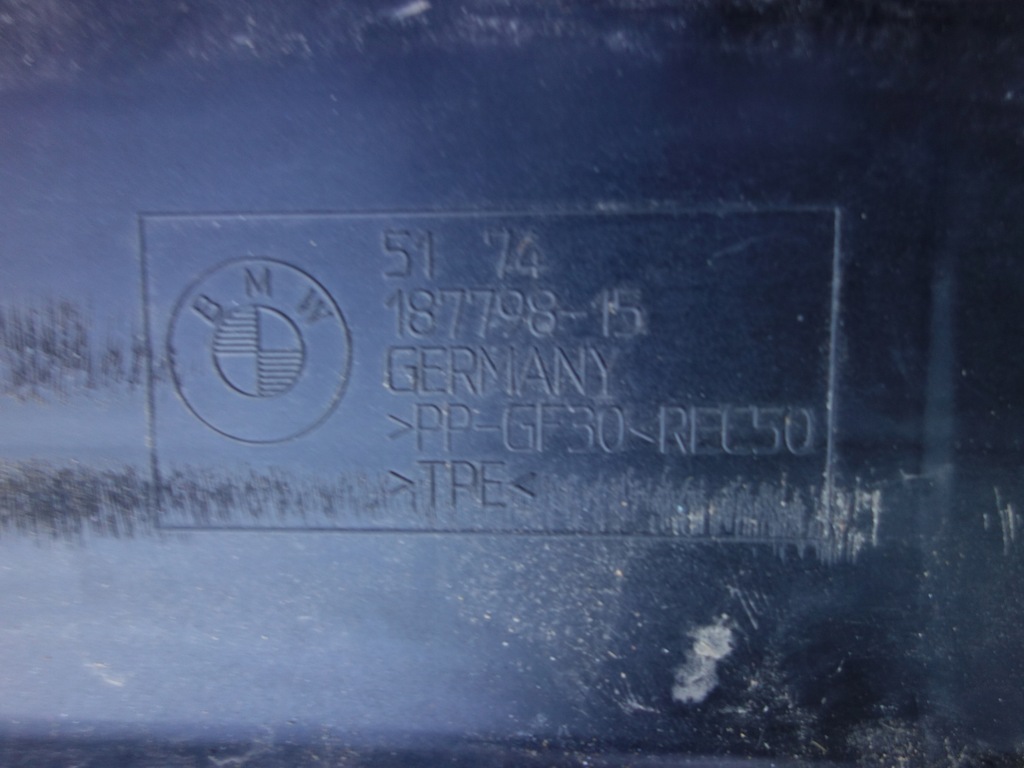 BMW
51 74
187798-15
GERMANY
>PP-GF30<REC50
>TPE<